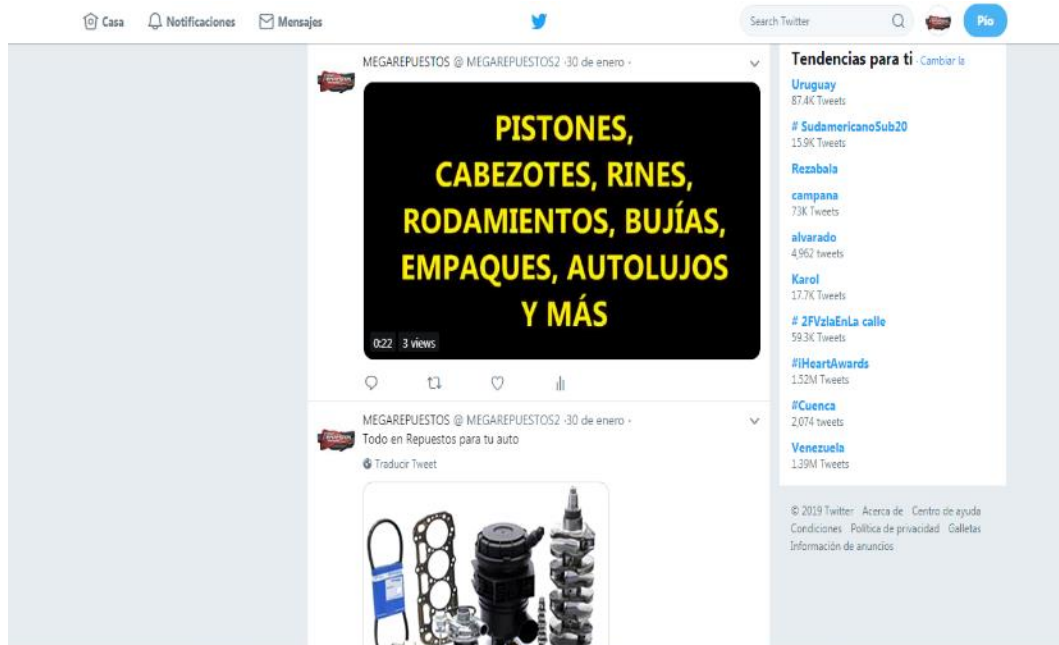 Casa Notificaciones Mensajes Search Twitter Pío
MEGAREPUESTOS @ MEGAREPUESTOS2 ·30 de enero ·
PISTONES,
CABEZOTES, RINES,
RODAMIENTOS, BUJÍAS,
EMPAQUES, AUTOLUJOS
Y MÁS
0:22 3 views
MEGAREPUESTOS @ MEGAREPUESTOS2 ·30 de enero ·
Todo en Repuestos para tu auto
Traducir Tweet
Tendencias para ti · Cambiar la
Uruguay
87.4K Tweets
# SudamericanoSub20
15.9K Tweets
Rezabala
campana
73K Tweets
alvarado
4,962 tweets
Karol
17.7K Tweets
# 2FVzlaEnLa calle
59.3K Tweets
#iHeartAwards
1.52M Tweets
#Cuenca
2,074 tweets
Venezuela
1.39M Tweets
© 2019 Twitter Acerca de Centro de ayuda
Condiciones Política de privacidad Galletas
Información de anuncios